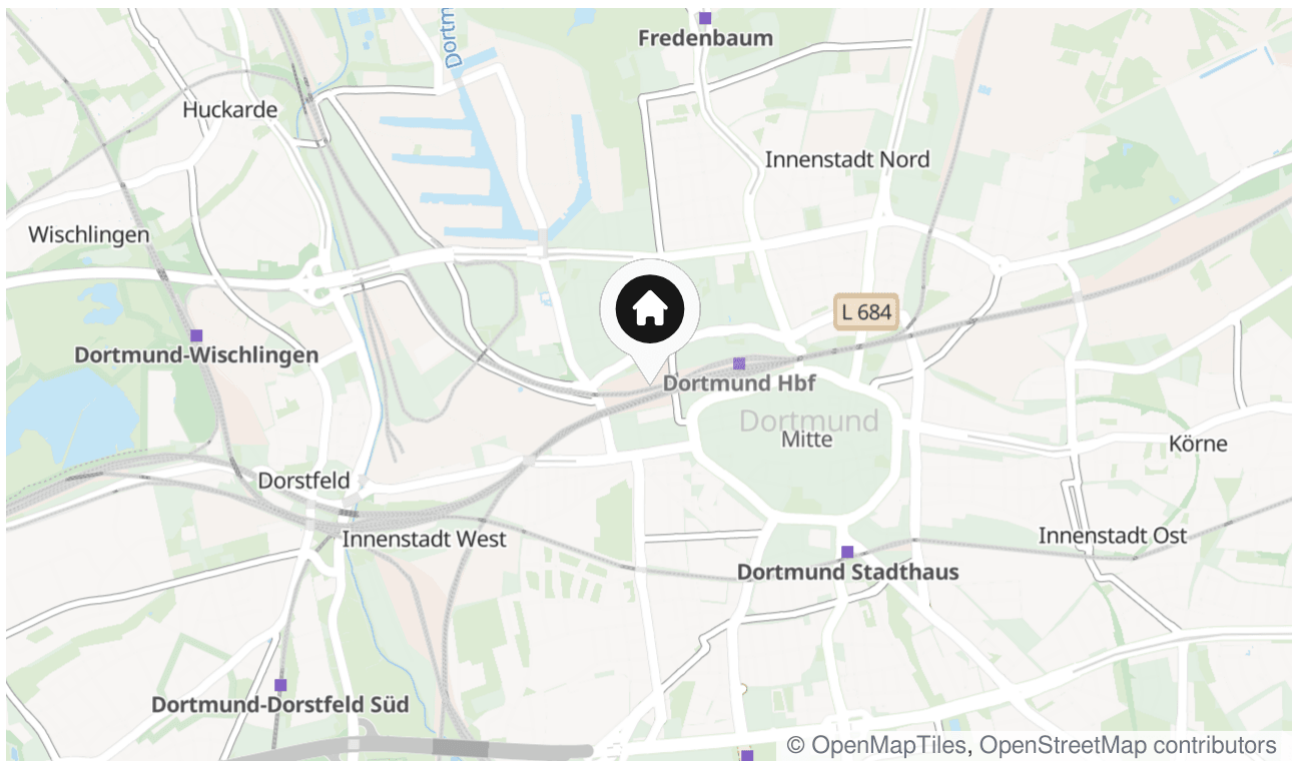 Dortm
Fredenbaum
Huckarde
Innenstadt Nord
Wischlingen
L 684
Dortmund-Wischlingen
Dortmund Hbf
Dortmund
Mitte
Körne
Dorstfeld
Innenstadt West
Innenstadt Ost
Dortmund Stadthaus
Dortmund-Dorstfeld Süd
© OpenMapTiles, OpenStreetMap contributors